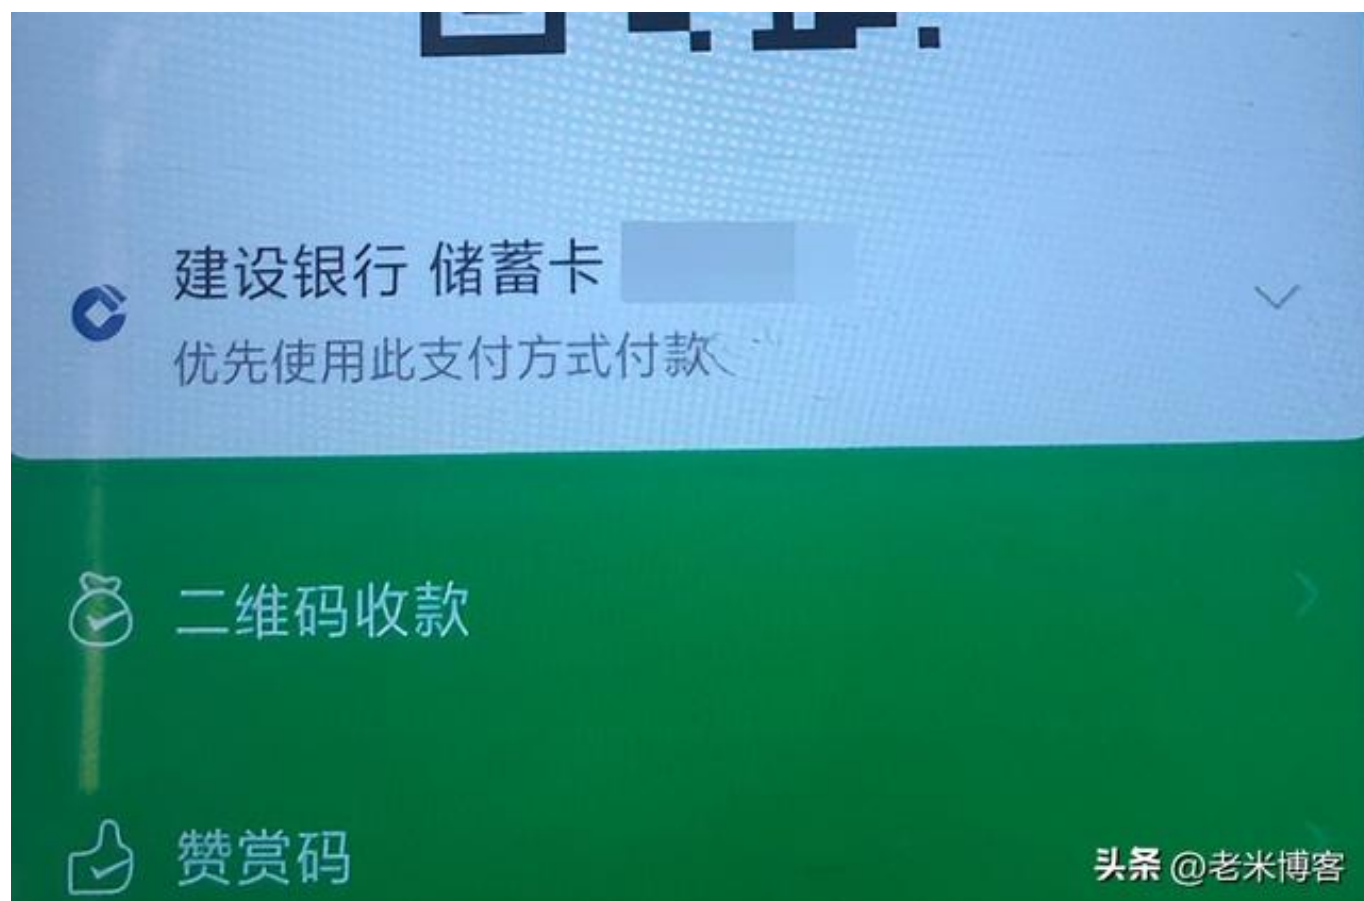 建设银行 储蓄卡
优先使用此支付方式付款
二维码收款
赞赏码
头条 @老米博客